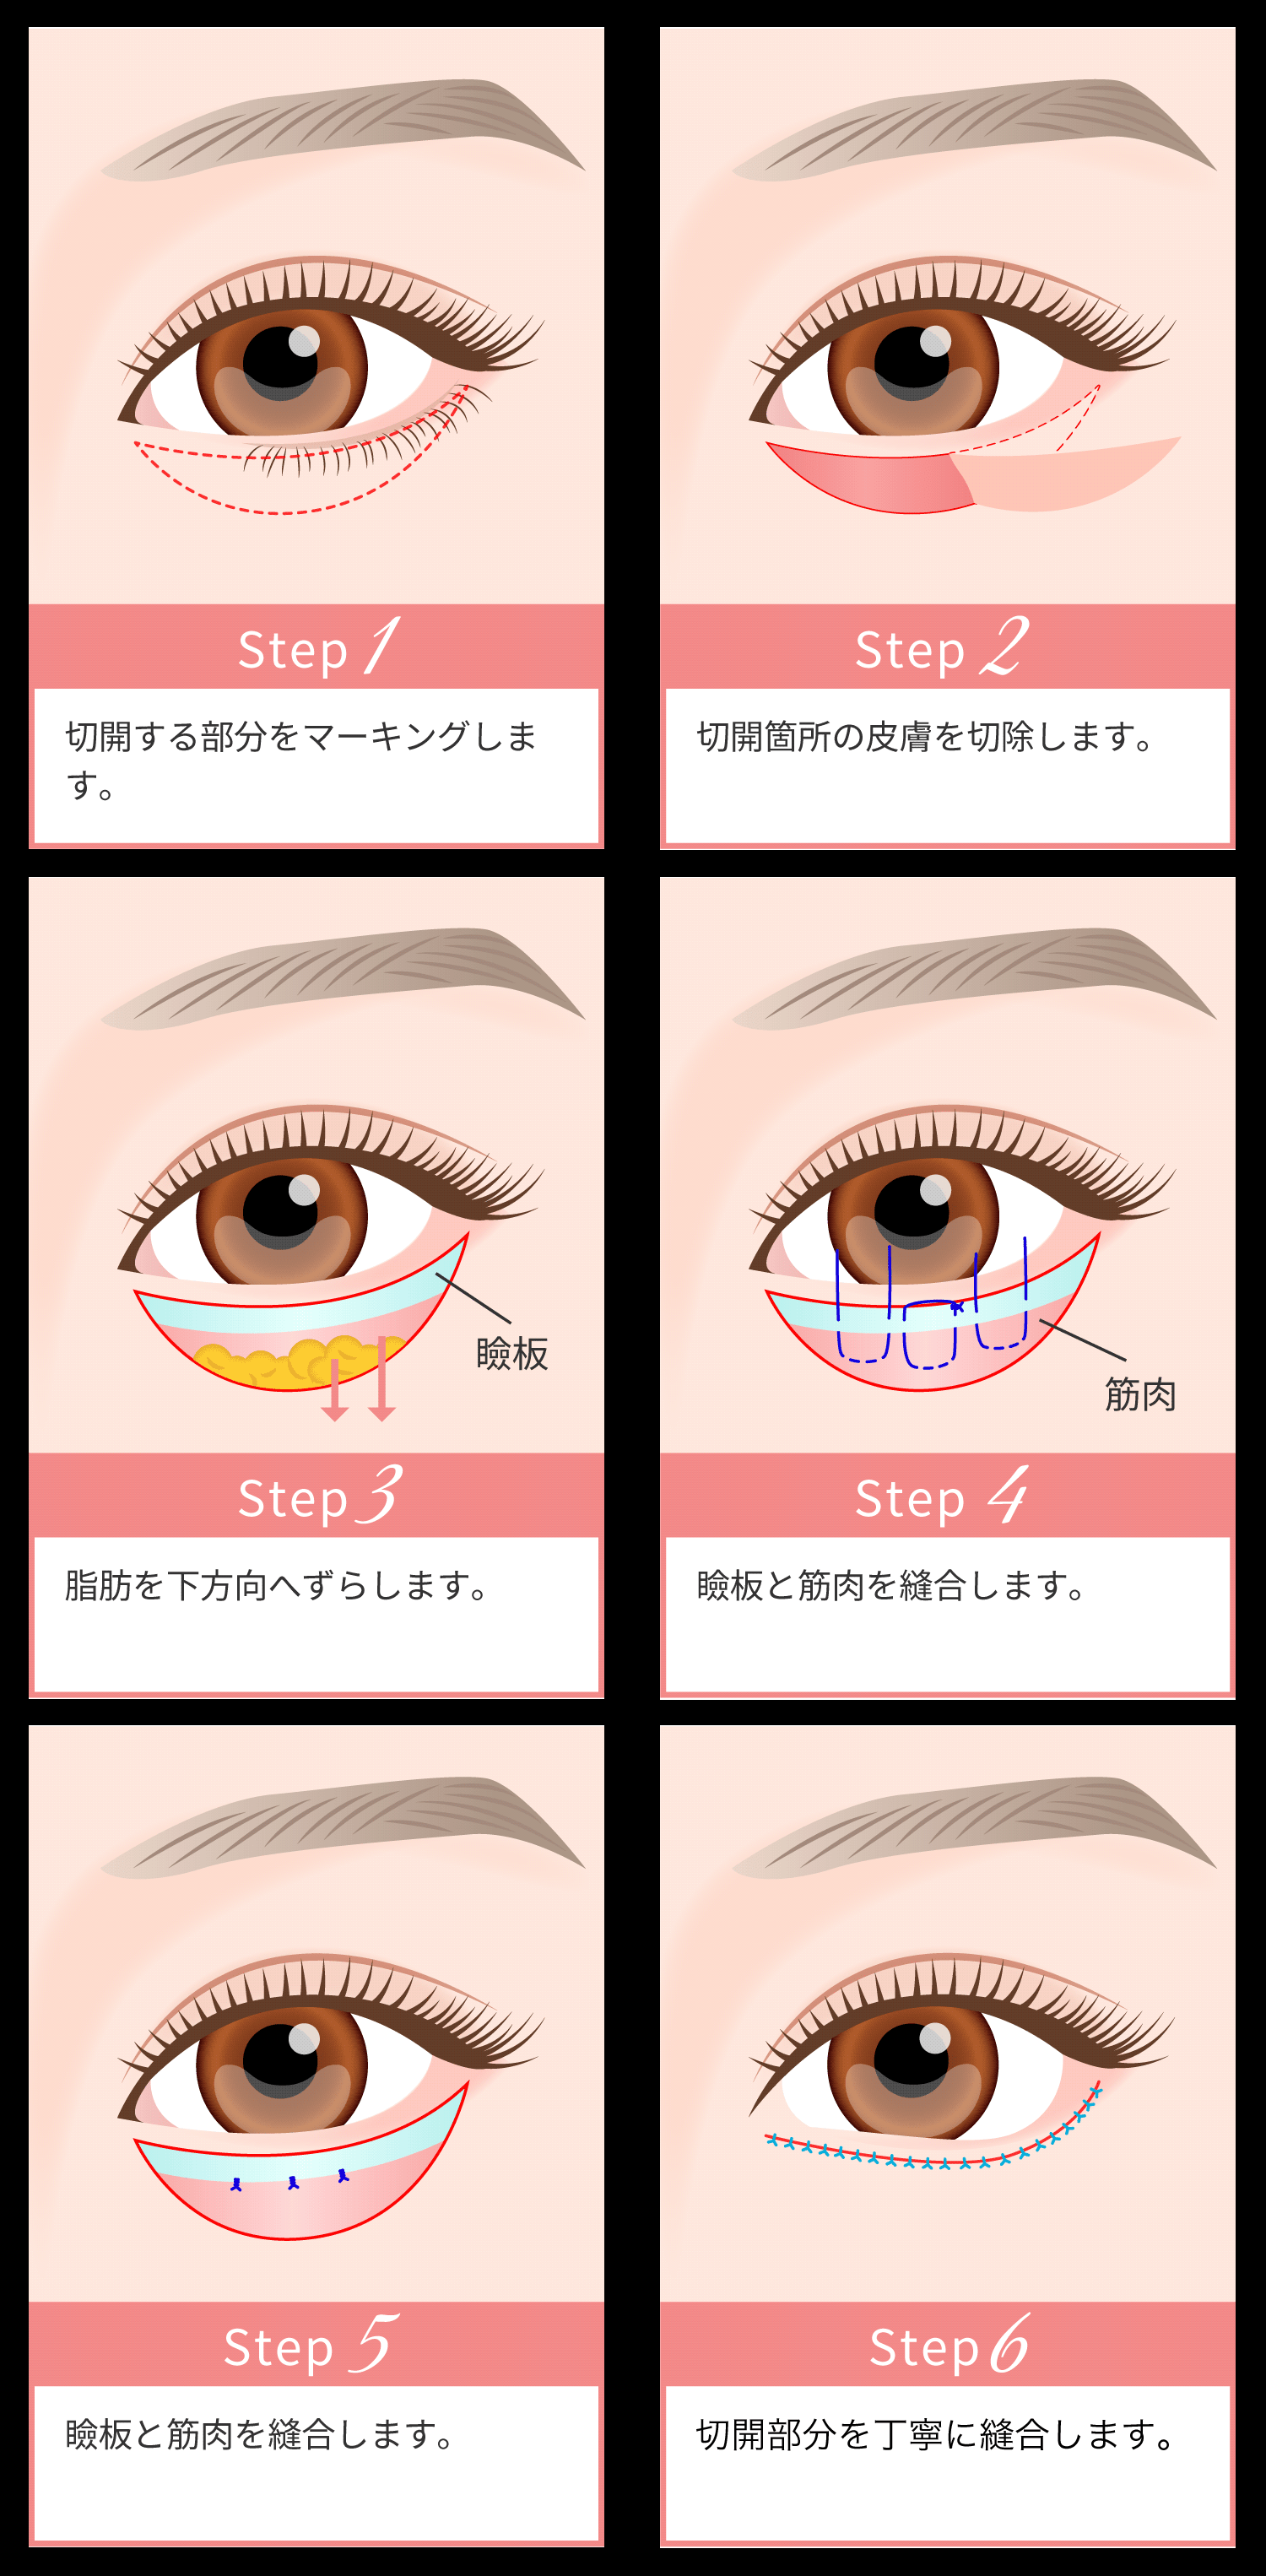 Step 1
切開する部分をマーキングしま
す。
Step 2
切開箇所の皮膚を切除します。
瞼板
Step 3
脂肪を下方向へずらします。
筋肉
Step 4
瞼板と筋肉を縫合します。
Step 5
瞼板と筋肉を縫合します。
Step 6
切開部分を丁寧に縫合します。